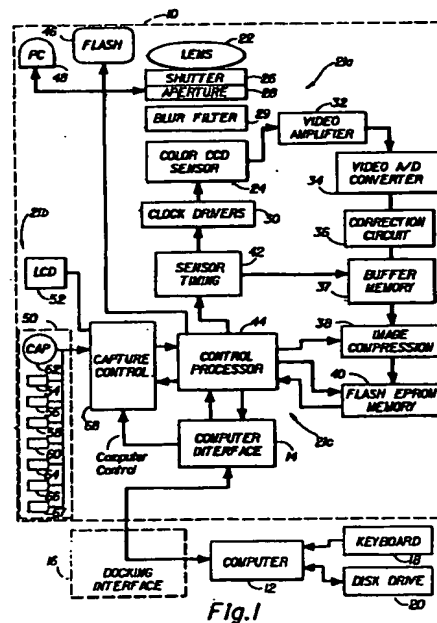 10
46
FLASH
PC
48
LENS
22
SHUTTER
26
APERTURE
28
21a
BLUR FILTER
29
COLOR CCD
SENSOR
24
VIDEO
AMPLIFIER
32
VIDEO A/D
CONVERTER
34
CLOCK DRIVERS
30
CORRECTION
CIRCUIT
36
21b
SENSOR
TIMING
42
BUFFER
MEMORY
37
LCD
52
50
CAP
CAPTURE
CONTROL
68
CONTROL
PROCESSOR
44
IMAGE
COMPRESSION
38
FLASH EPROM
MEMORY
40
21c
Computer
Control
COMPUTER
INTERFACE
14
16
DOCKING
INTERFACE
COMPUTER
12
KEYBOARD
18
DISK DRIVE
20
Fig.1